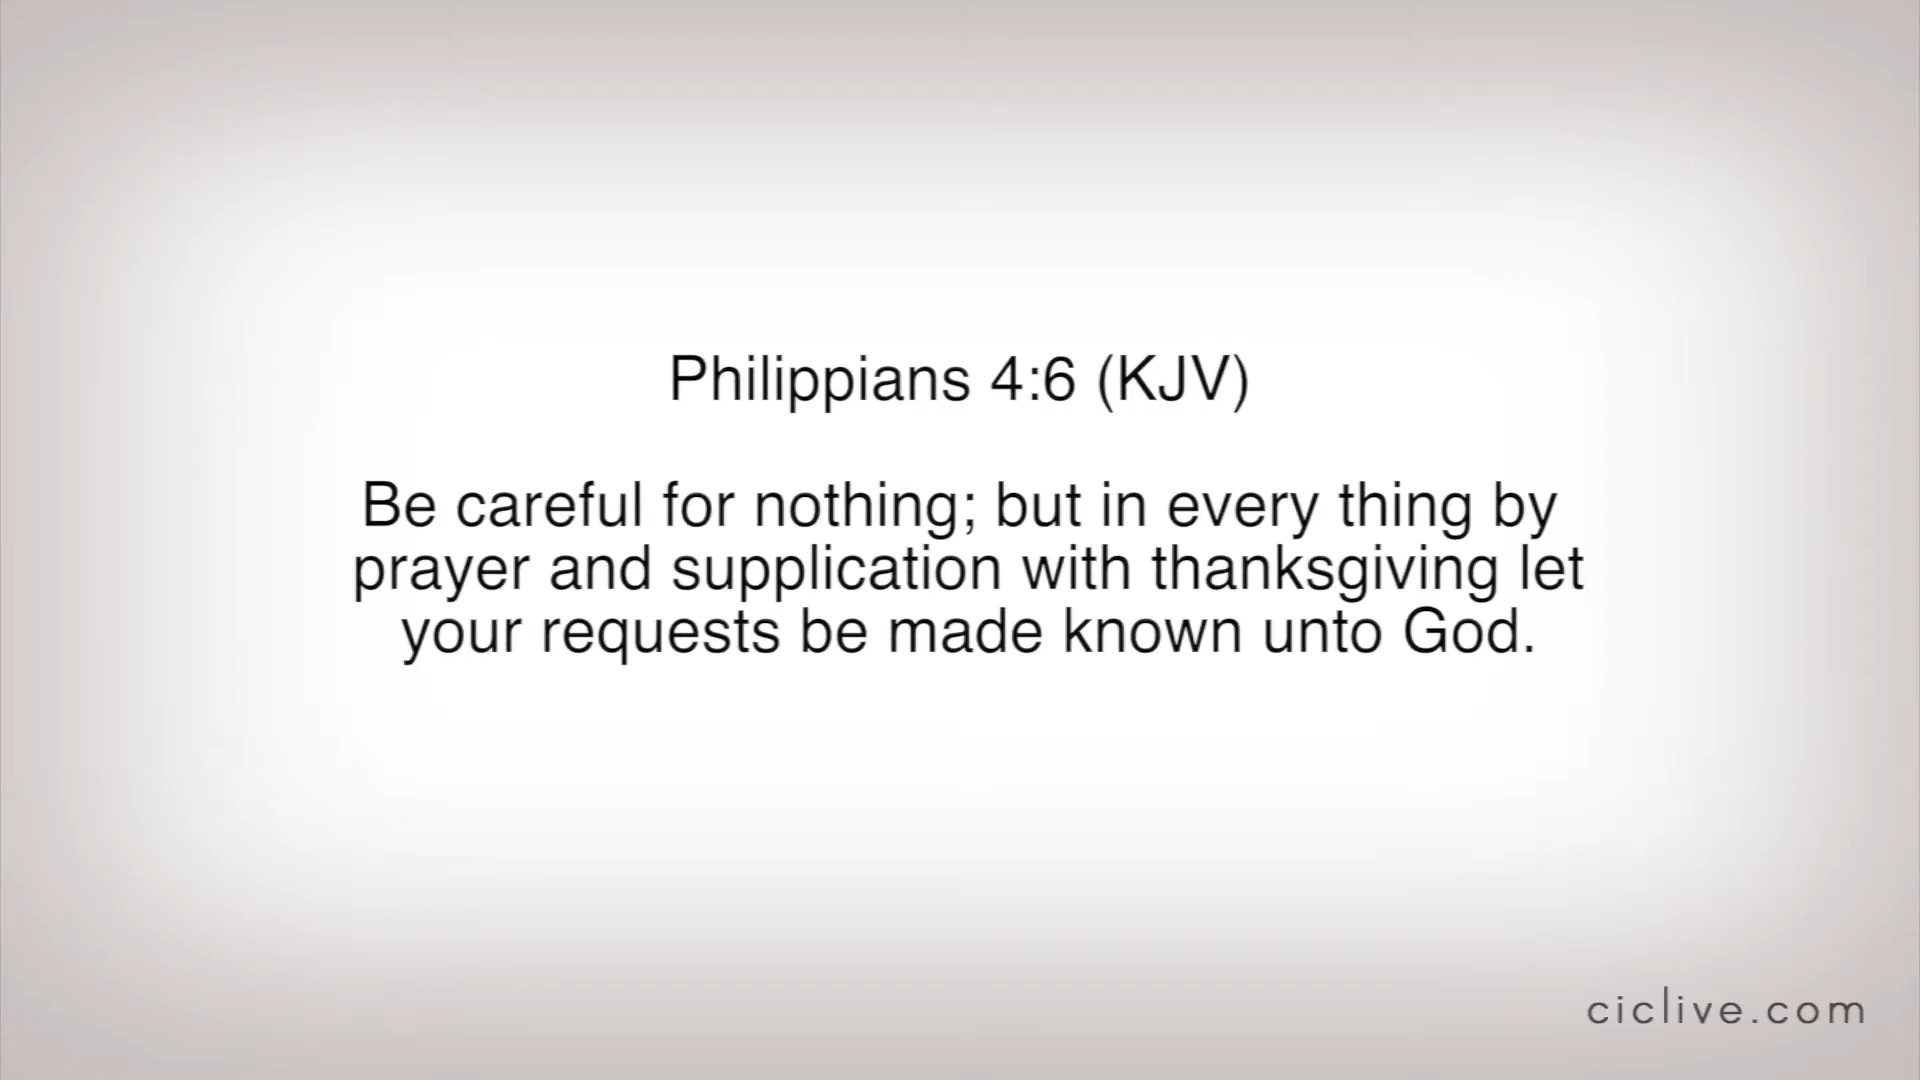 Philippians 4:6 (KJV)
Be careful for nothing; but in every thing by
prayer and supplication with thanksgiving let
your requests be made known unto God.
ciclive.com